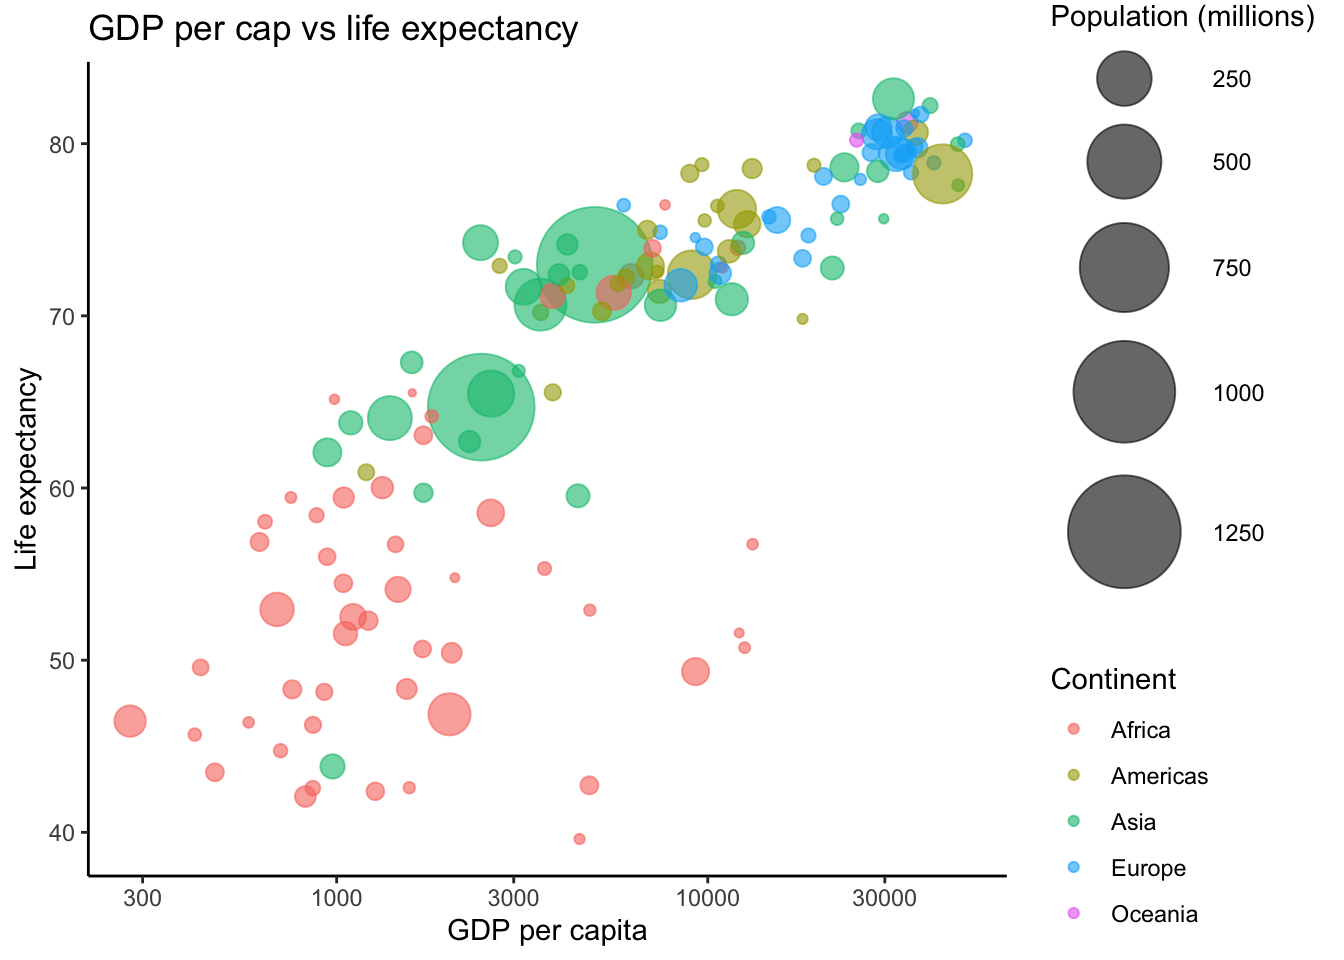 GDP per cap vs life expectancy
Life expectancy
80
70
60
50
40
300
1000
3000
10000
30000
GDP per capita
Population (millions)
250
500
750
1000
1250
Continent
Africa
Americas
Asia
Europe
Oceania